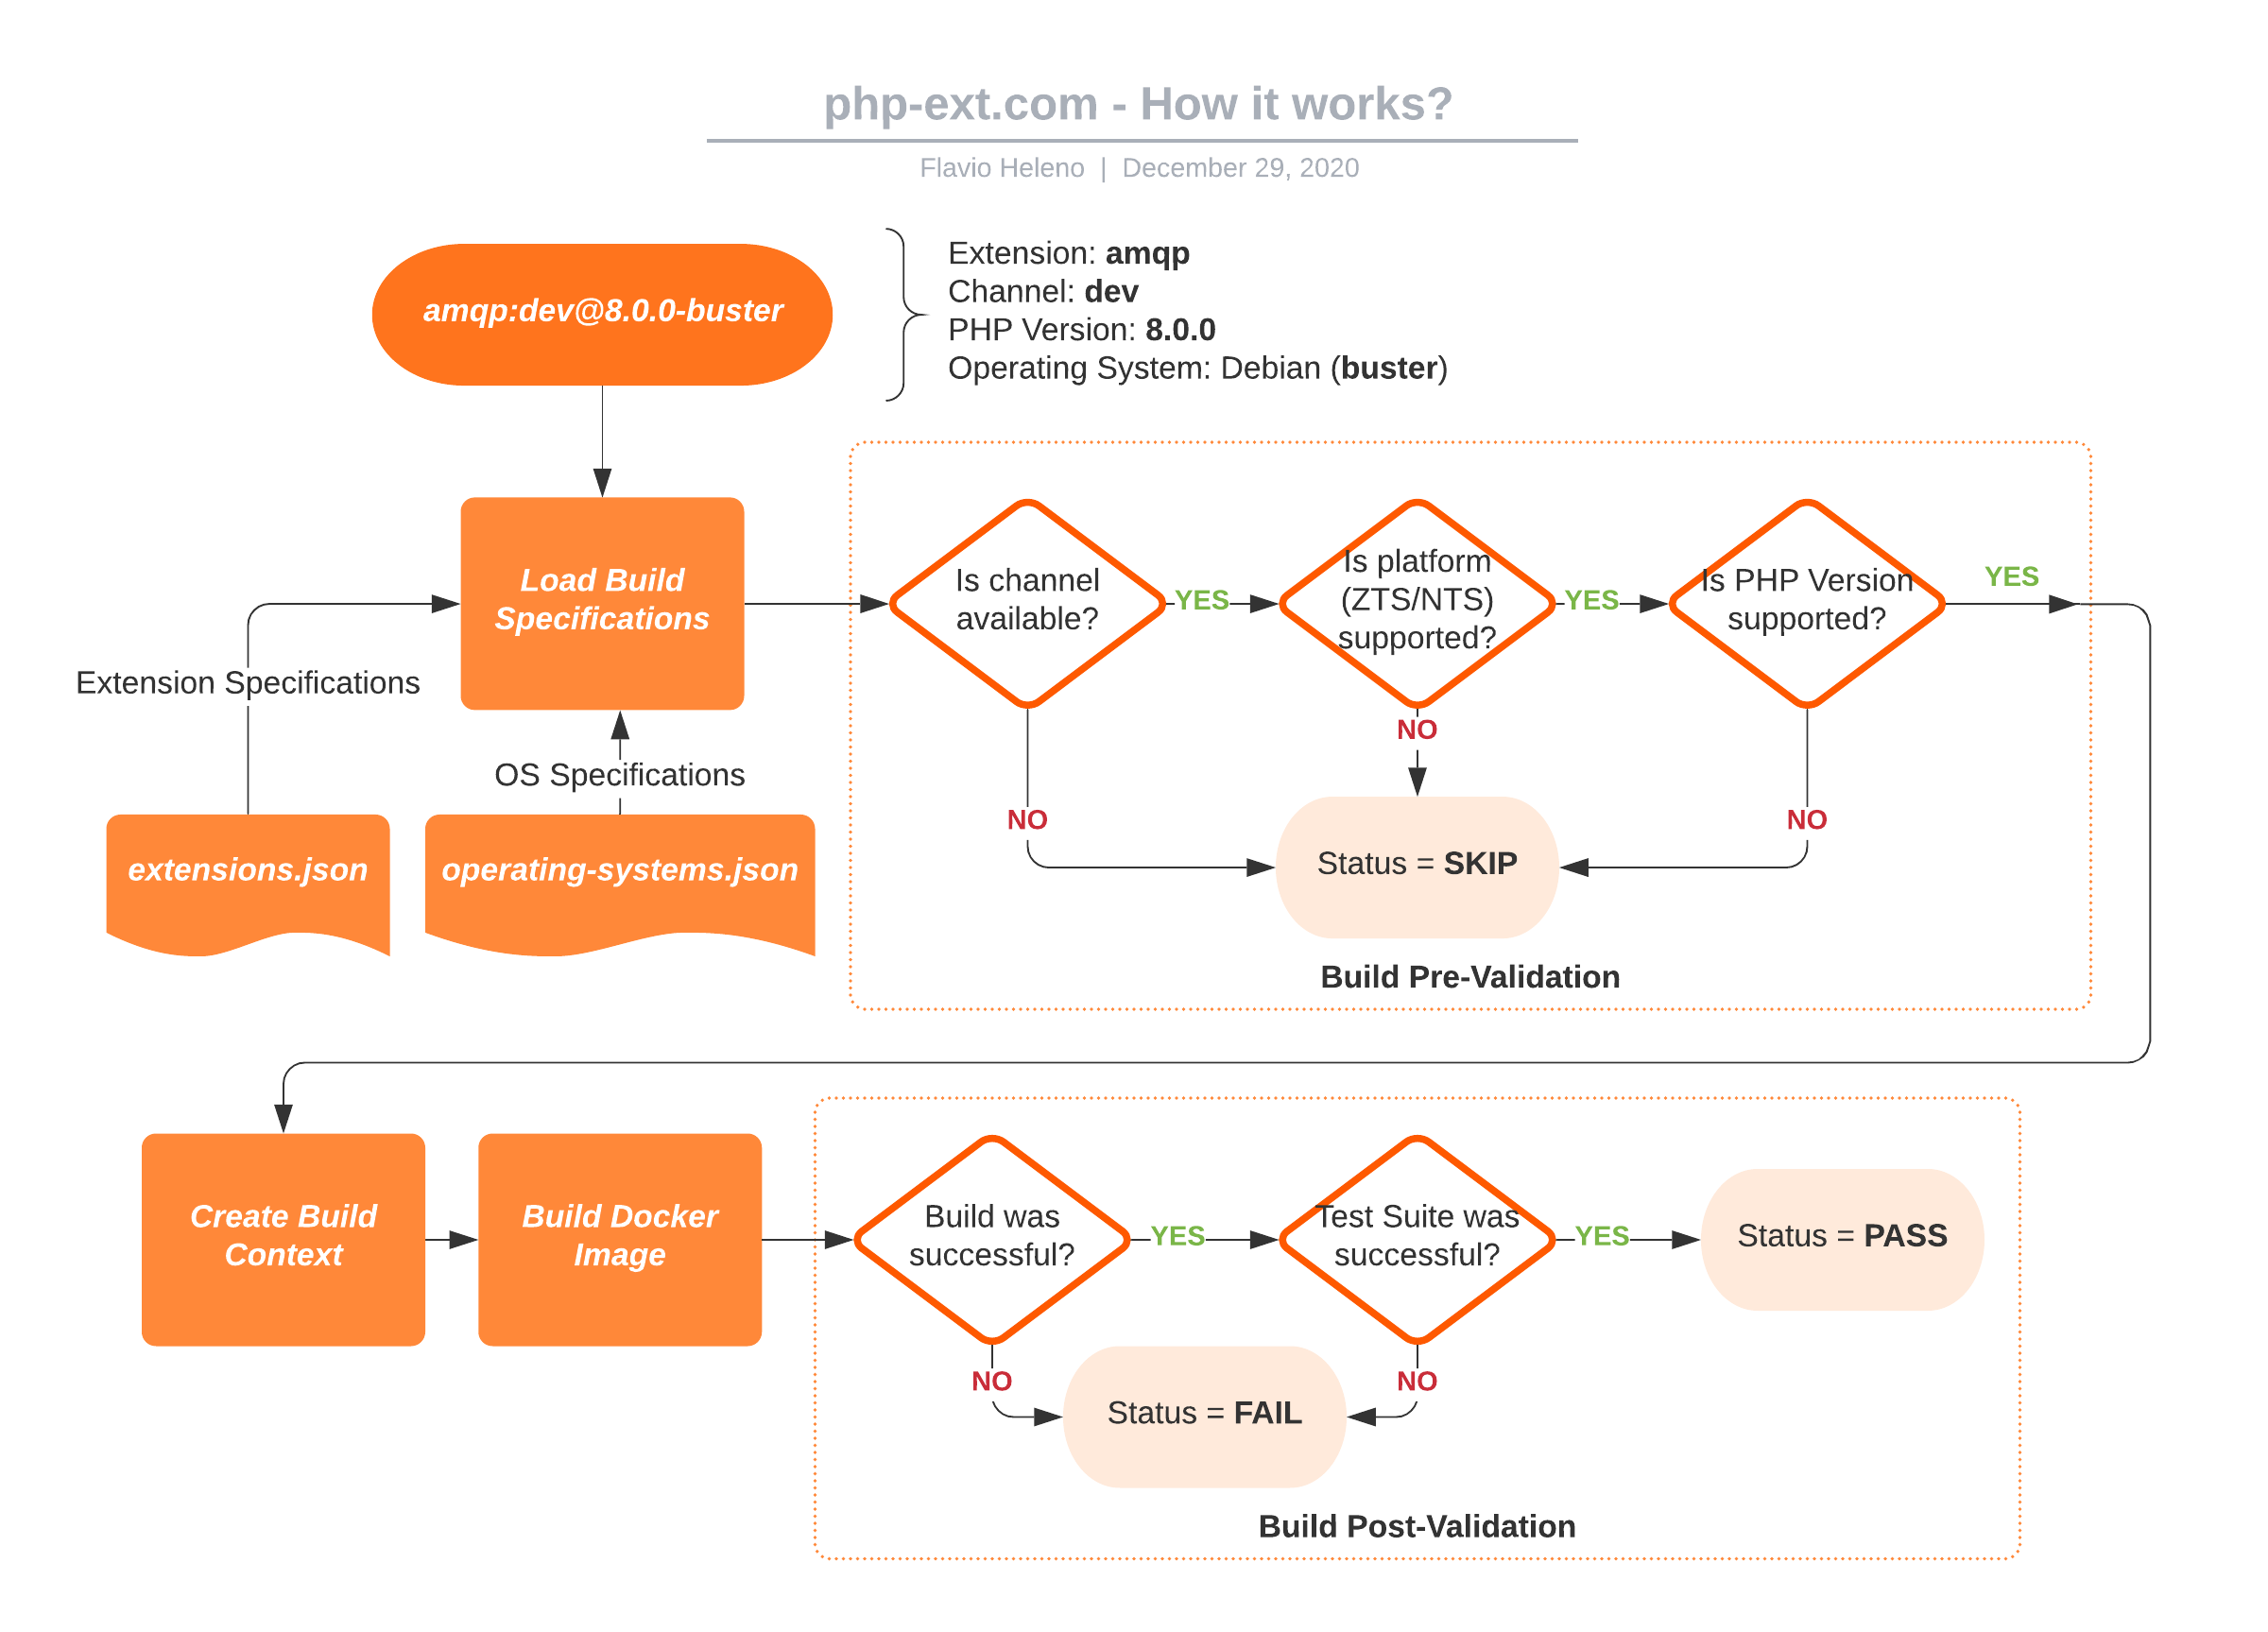 php-ext.com - How it works?
Flavio Heleno | December 29, 2020
amqp:dev@8.0.0-buster
Extension: amqp
Channel: dev
PHP Version: 8.0.0
Operating System: Debian (buster)
Load Build
Specifications
Extension Specifications
OS Specifications
extensions.json
operating-systems.json
Is channel
available?
YES
NO
Is platform
(ZTS/NTS)
supported?
YES
NO
Is PHP Version
supported?
YES
NO
Status = SKIP
Build Pre-Validation
Create Build
Context
Build Docker
Image
Build was
successful?
YES
NO
Test Suite was
successful?
YES
NO
Status = PASS
Status = FAIL
Build Post-Validation